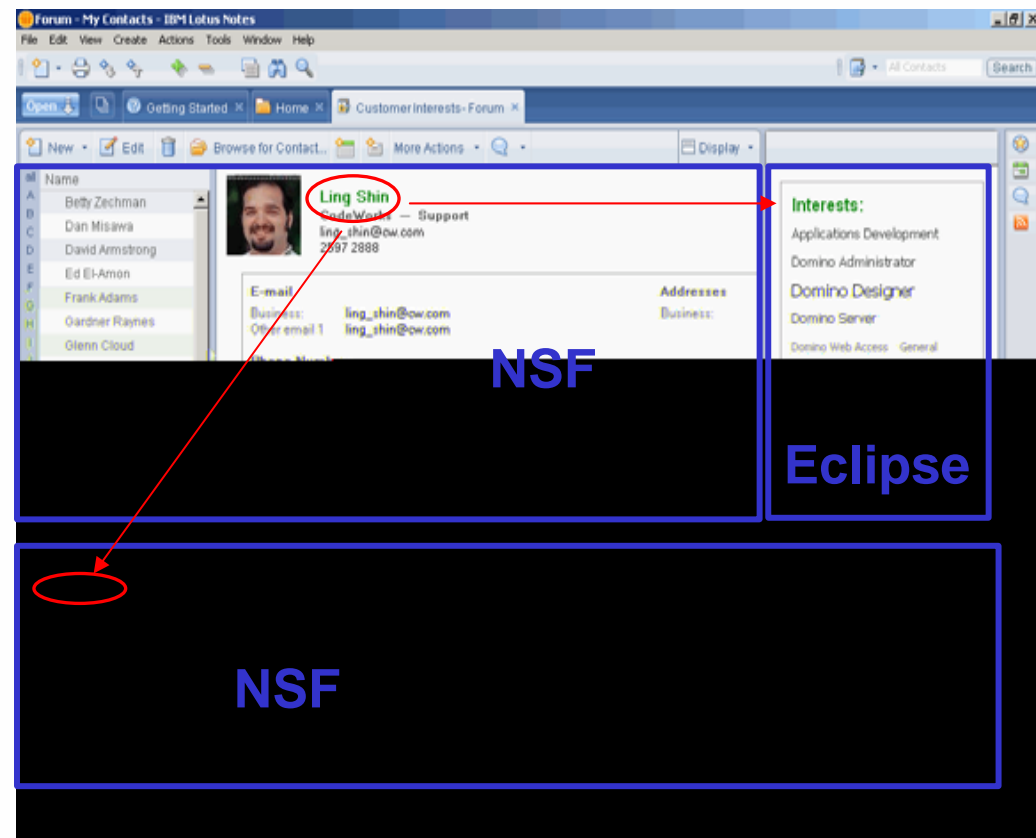 Forum - My Contacts - IBM Lotus Notes
File Edit View Create Actions Tools Window Help
All Contacts Search
Open Getting Started × Home × Customer Interests - Forum ×
New Edit Browse for Contact... More Actions Display
all Name
A Betty Zechman
B Dan Misawa
C David Armstrong
D Ed El-Amon
E Frank Adams
F Gardner Raynes
G Glenn Cloud
H
I
Ling Shin
CodeWorks — Support
ling_shin@cw.com
2597 2888
E-mail Addresses
Business: ling_shin@cw.com Business:
Other email 1 ling_shin@cw.com
Interests:
Applications Development
Domino Administrator
Domino Designer
Domino Server
Domino Web Access General
NSF
Eclipse
NSF